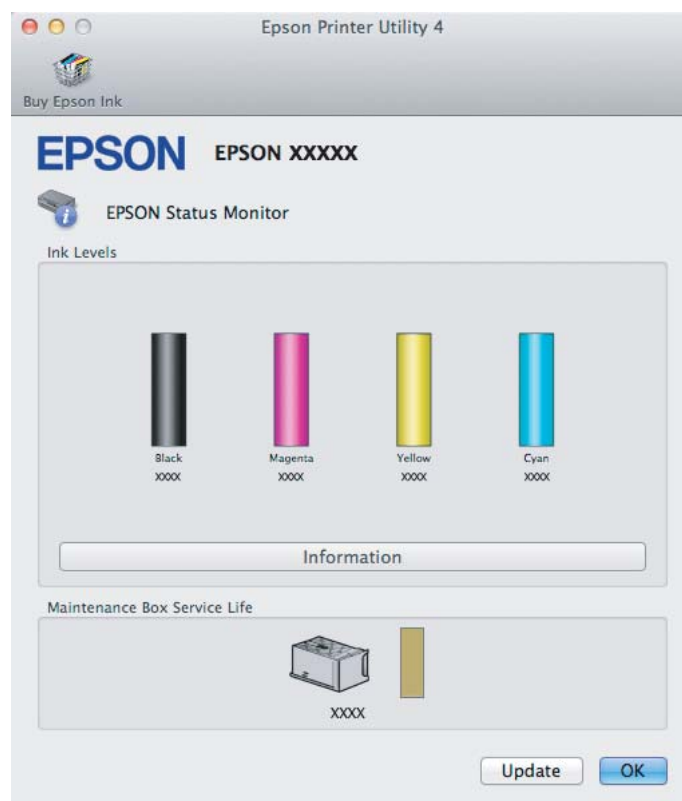 Epson Printer Utility 4
Buy Epson Ink
EPSON EPSON XXXXX
EPSON Status Monitor
Ink Levels
Black Magenta Yellow Cyan
XXXX XXXX XXXX XXXX
Information
Maintenance Box Service Life
XXXX
Update OK